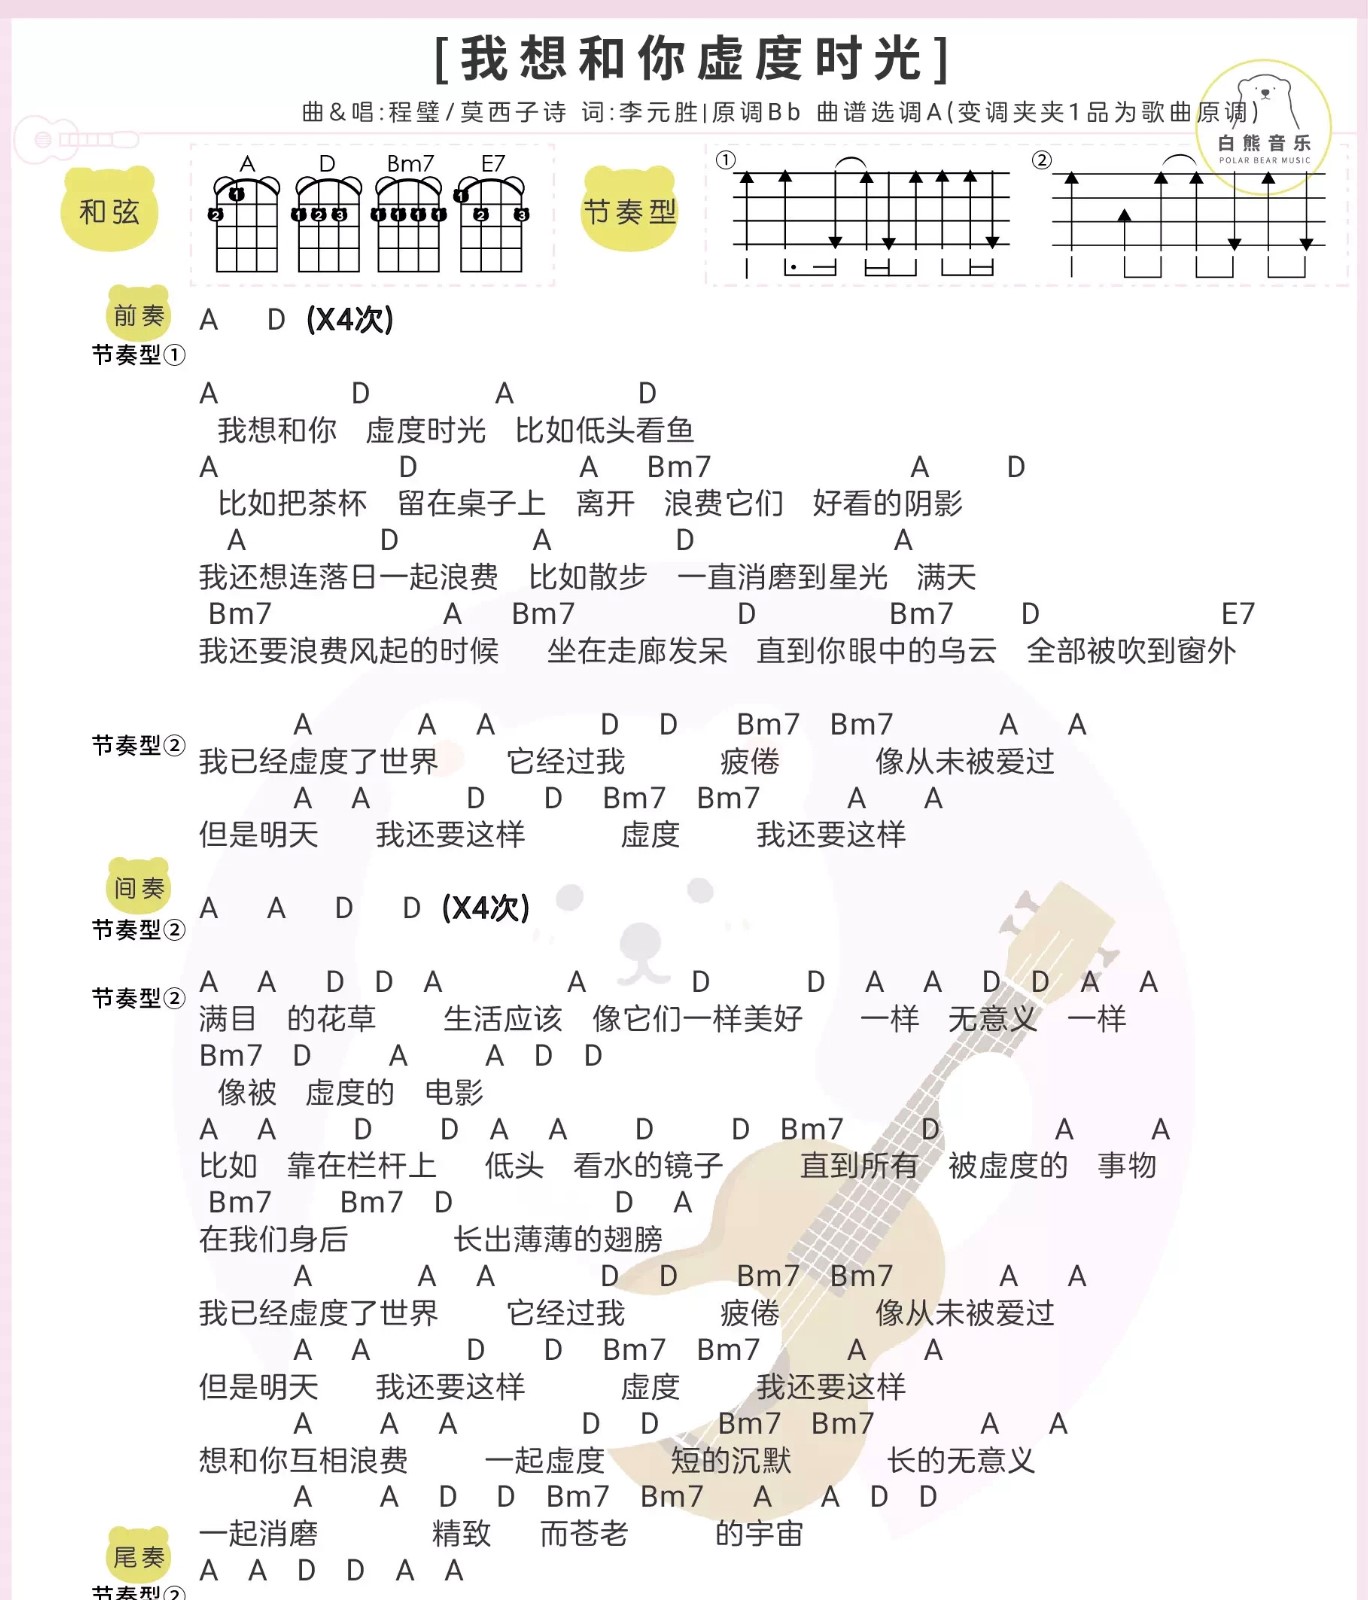 [我想和你虚度时光]
曲&唱:程璧/莫西子诗 词:李元胜|原调Bb 曲谱选调A(变调夹夹1品为歌曲原调)
白熊音乐
POLAR BEAR MUSIC
和弦
A D Bm7 E7
1 2 1 2 3 1 1 1 1 1 2 3
节奏型
① ②
前奏
A D (X4次)
节奏型①
A D A D
我想和你 虚度时光 比如低头看鱼
A D A Bm7 A D
比如把茶杯 留在桌子上 离开 浪费它们 好看的阴影
A D A D A
我还想连落日一起浪费 比如散步 一直消磨到星光 满天
Bm7 A Bm7 D Bm7 D E7
我还要浪费风起的时候 坐在走廊发呆 直到你眼中的乌云 全部被吹到窗外
A A A D D Bm7 Bm7 A A
节奏型②
我已经虚度了世界 它经过我 疲倦 像从未被爱过
A A D D Bm7 Bm7 A A
但是明天 我还要这样 虚度 我还要这样
间奏
A A D D (X4次)
节奏型②
A A D D A A D D A A D D A A
节奏型②
满目 的花草 生活应该 像它们一样美好 一样 无意义 一样
Bm7 D A A D D
像被 虚度的 电影
A A D D A A D D Bm7 D A A
比如 靠在栏杆上 低头 看水的镜子 直到所有 被虚度的 事物
Bm7 Bm7 D D A
在我们身后 长出薄薄的翅膀
A A A D D Bm7 Bm7 A A
我已经虚度了世界 它经过我 疲倦 像从未被爱过
A A D D Bm7 Bm7 A A
但是明天 我还要这样 虚度 我还要这样
A A A D D Bm7 Bm7 A A
想和你互相浪费 一起虚度 短的沉默 长的无意义
A A D D Bm7 Bm7 A A D D
一起消磨 精致 而苍老 的宇宙
尾奏
A A D D A A
节奏型②